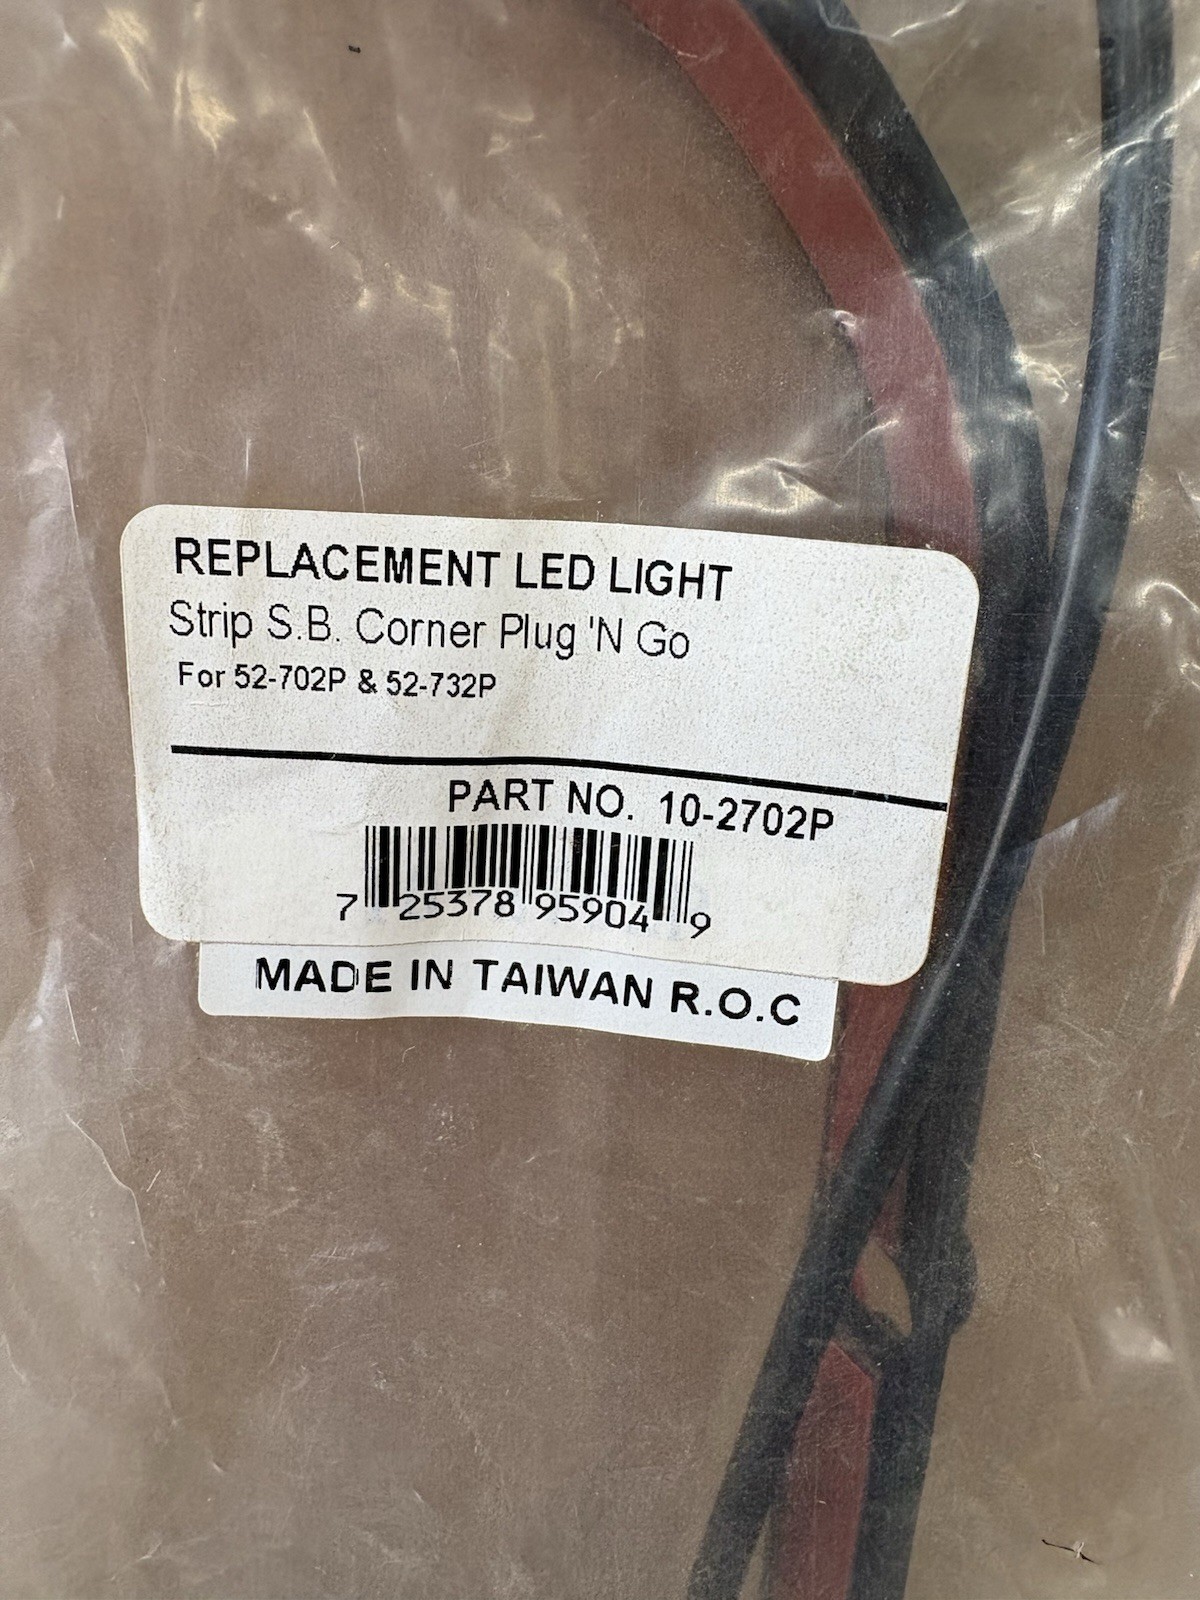 REPLACEMENT LED LIGHT
Strip S.B. Corner Plug 'N Go
For 52-702P & 52-732P
PART NO. 10-2702P
7 25378 95904 9
MADE IN TAIWAN R.O.C